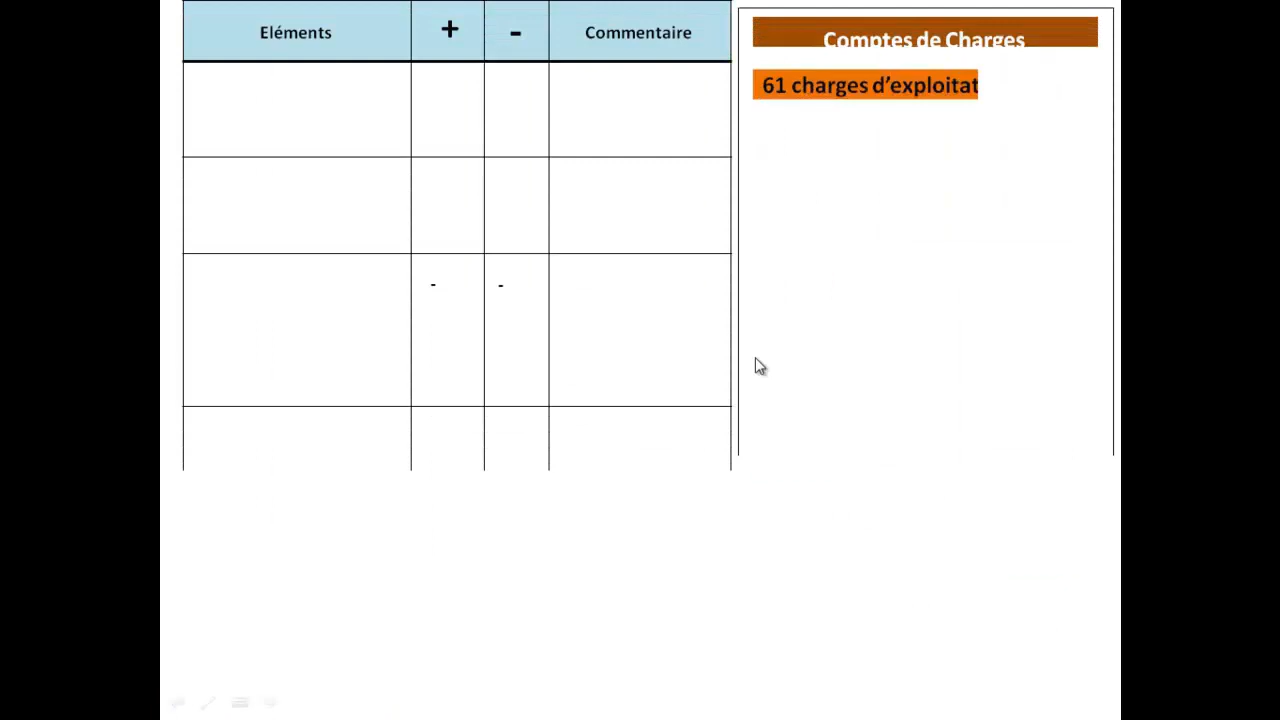 Eléments + - Commentaire
- -
Comptes de Charges
61 charges d’exploitat